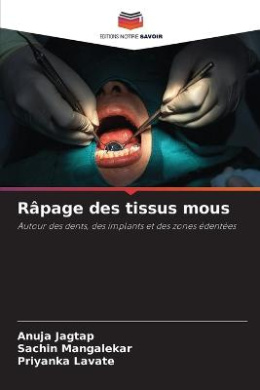 EDITIONS NOTRE SAVOIR
Râpage des tissus mous
Autour des dents, des implants et des zones édentées
Anuja Jagtap
Sachin Mangalekar
Priyanka Lavate